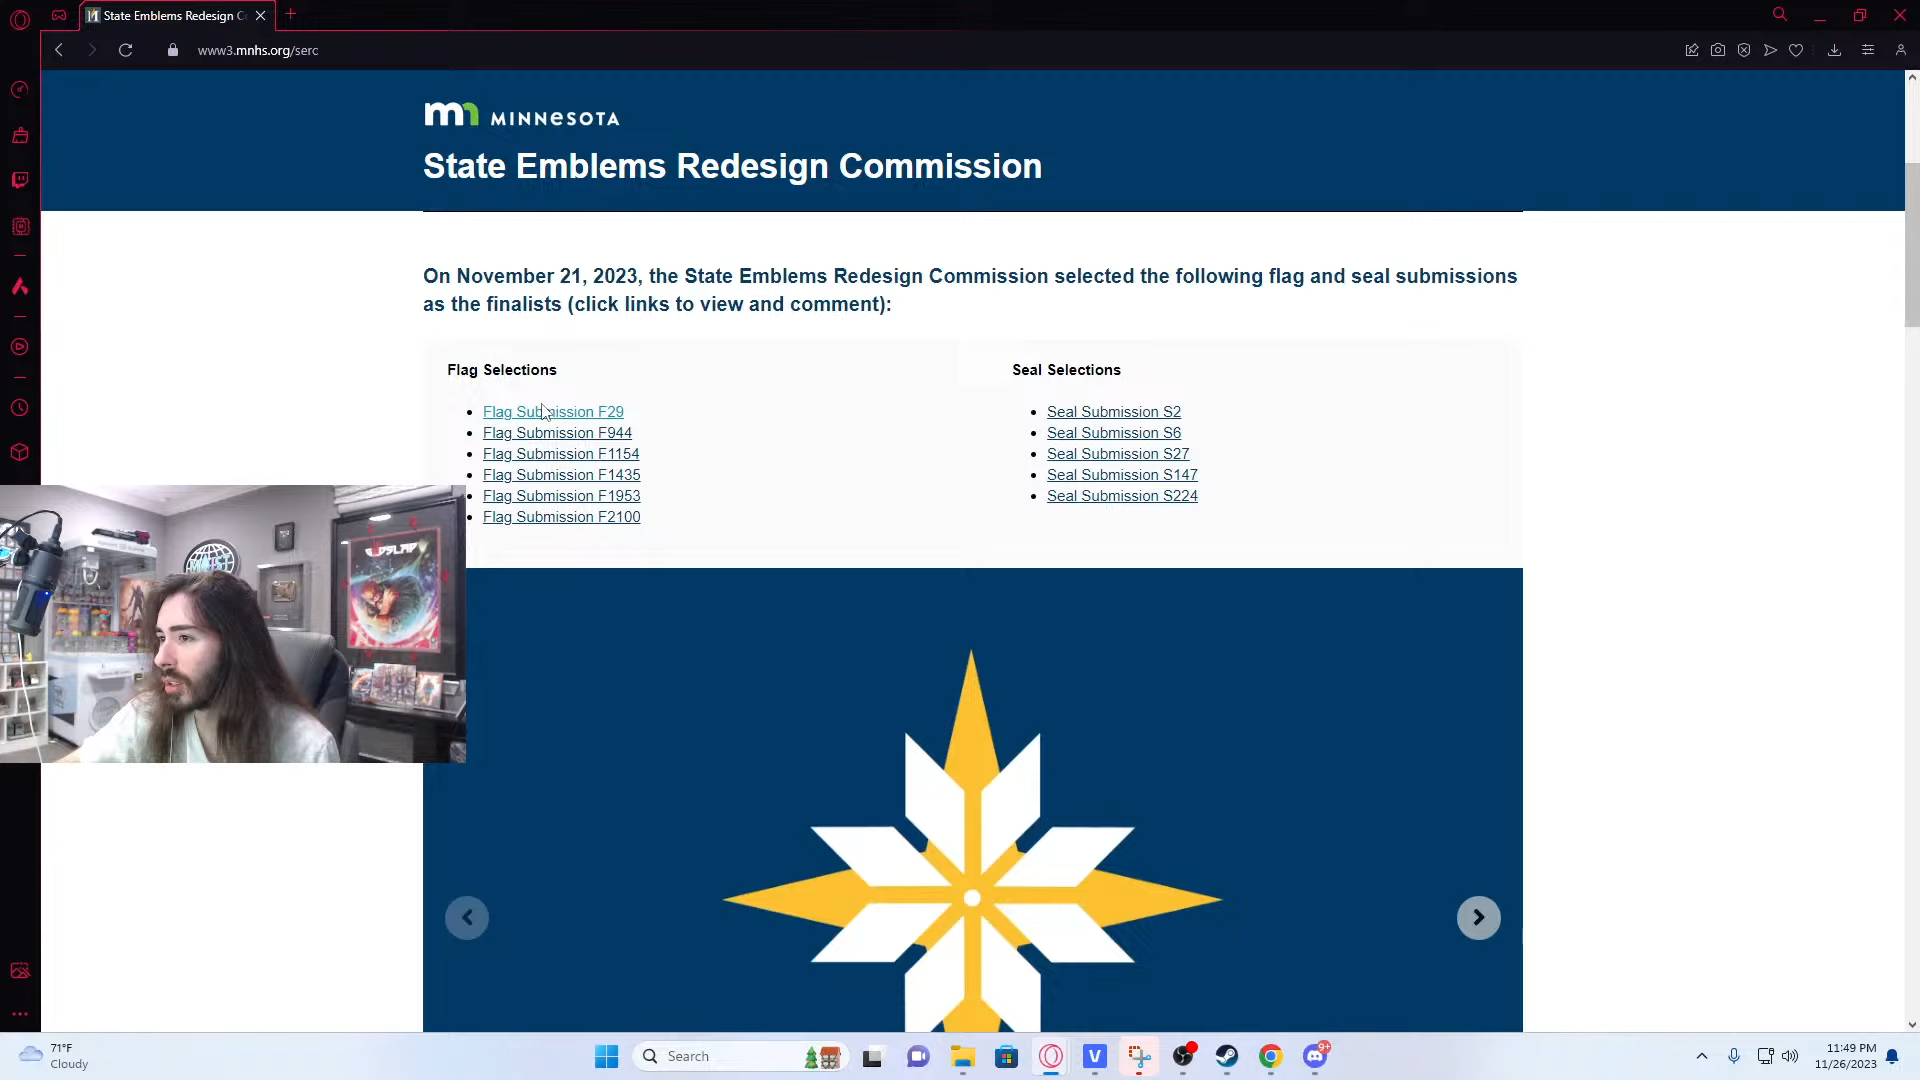 State Emblems Redesign C
www3.mnhs.org/serc
mn MINNESOTA
State Emblems Redesign Commission
On November 21, 2023, the State Emblems Redesign Commission selected the following flag and seal submissions
as the finalists (click links to view and comment):
Flag Selections
Flag Submission F29
Flag Submission F944
Flag Submission F1154
Flag Submission F1435
Flag Submission F1953
Flag Submission F2100
Seal Selections
Seal Submission S2
Seal Submission S6
Seal Submission S27
Seal Submission S147
Seal Submission S224
71°F
Cloudy
Search
V
9+
11:49 PM
11/26/2023